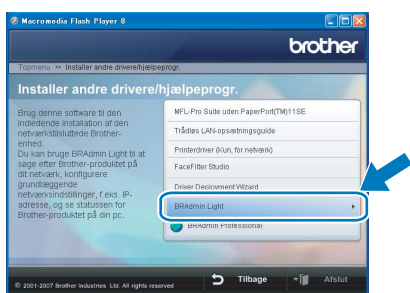 Macromedia Flash Player 8
brother
Topmenu >> Installer andre drivere/hjælpeprogr.
Installer andre drivere/hjælpeprogr.
Brug denne software til den
indledende installation af den
netværkstilsluttede Brother-
enhed.
Du kan bruge BRAdmin Light til at
søge efter Brother-produktet på
dit netværk, konfigurere
grundlæggende
netværksindstillinger, f.eks. IP-
adresse, og se statussen for
Brother-produktet på din pc.
MFL-Pro Suite uden PaperPort(TM)11SE
Trådløs LAN-opsætningsguide
Printerdriver (Kun, for netværk)
FaceFilter Studio
Driver Deployment Wizard
BRAdmin Light
BRAdmin Professional
© 2001-2007 Brother Industries Ltd. All rights reserved
Tilbage
Afslut